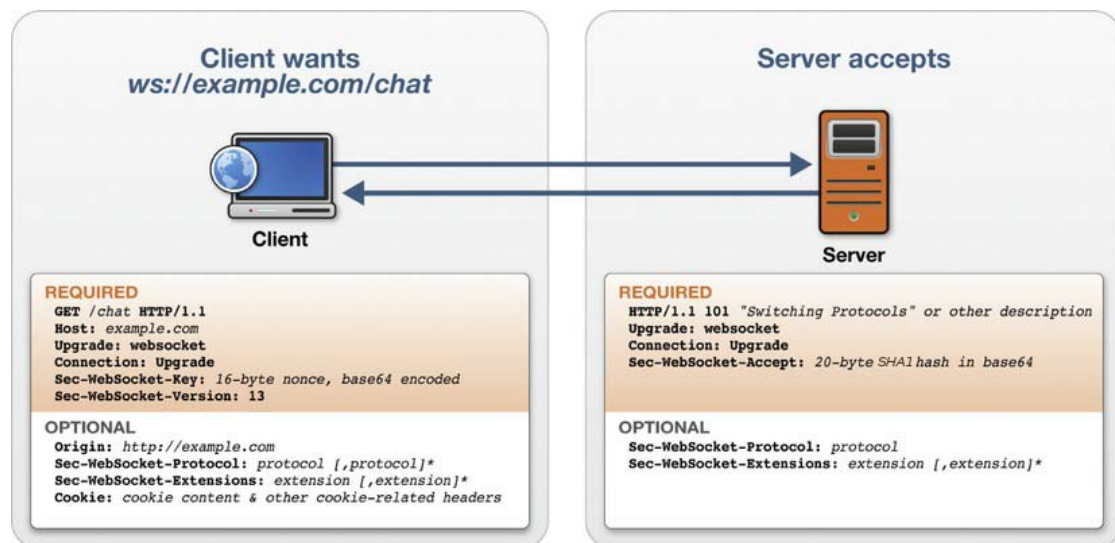 Client wants
ws://example.com/chat
Client
REQUIRED
GET /chat HTTP/1.1
Host: example.com
Upgrade: websocket
Connection: Upgrade
Sec-WebSocket-Key: 16-byte nonce, base64 encoded
Sec-WebSocket-Version: 13
OPTIONAL
Origin: http://example.com
Sec-WebSocket-Protocol: protocol [,protocol]*
Sec-WebSocket-Extensions: extension [,extension]*
Cookie: cookie content & other cookie-related headers
Server accepts
Server
REQUIRED
HTTP/1.1 101 "Switching Protocols" or other description
Upgrade: websocket
Connection: Upgrade
Sec-WebSocket-Accept: 20-byte SHA1 hash in base64
OPTIONAL
Sec-WebSocket-Protocol: protocol
Sec-WebSocket-Extensions: extension [,extension]*